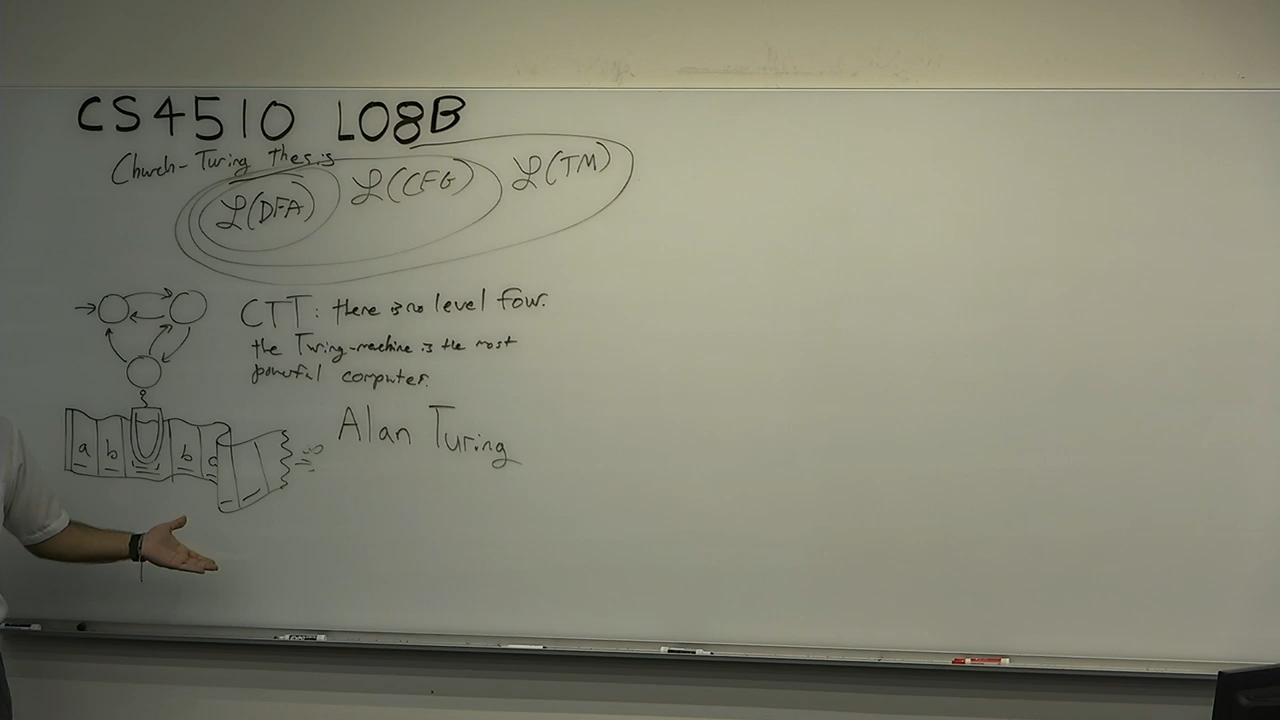 CS4510 L08B
Church-Turing thesis
ℒ(DFA) ℒ(CFG) ℒ(TM)
CTT: there is no level four.
the Turing-machine is the most
powerful computer.
a b b a
Alan Turing